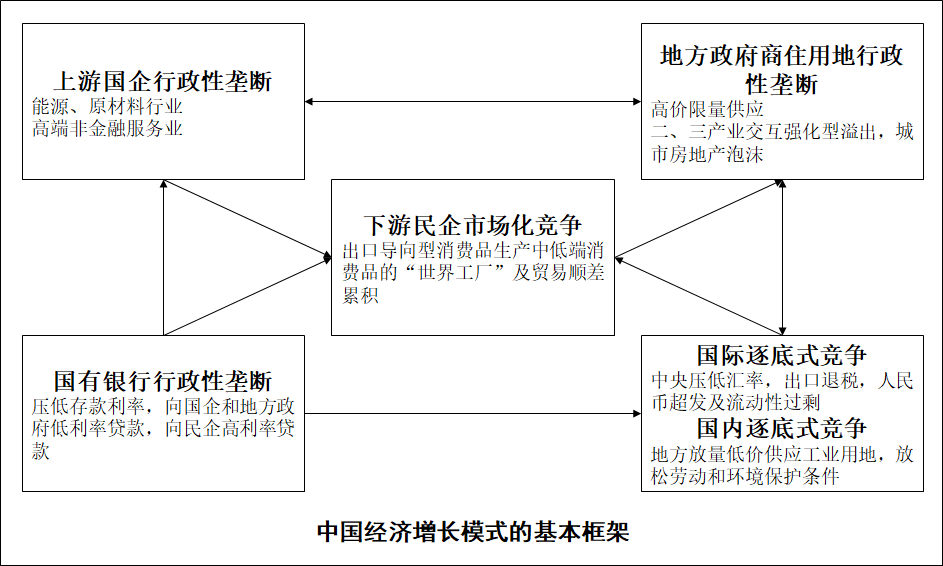 上游国企行政性垄断
能源、原材料行业
高端非金融服务业
地方政府商住用地行政
性垄断
高价限量供应
二、三产业交互强化型溢出，城
市房地产泡沫
下游民企市场化竞争
出口导向型消费品生产中低端消
费品的“世界工厂”及贸易顺差
累积
国有银行行政性垄断
压低存款利率，向国企和地方政
府低利率贷款，向民企高利率贷
款
国际逐底式竞争
中央压低汇率，出口退税，人民
币超发及流动性过剩
国内逐底式竞争
地方放量低价供应工业用地，放
松劳动和环境保护条件
中国经济增长模式的基本框架